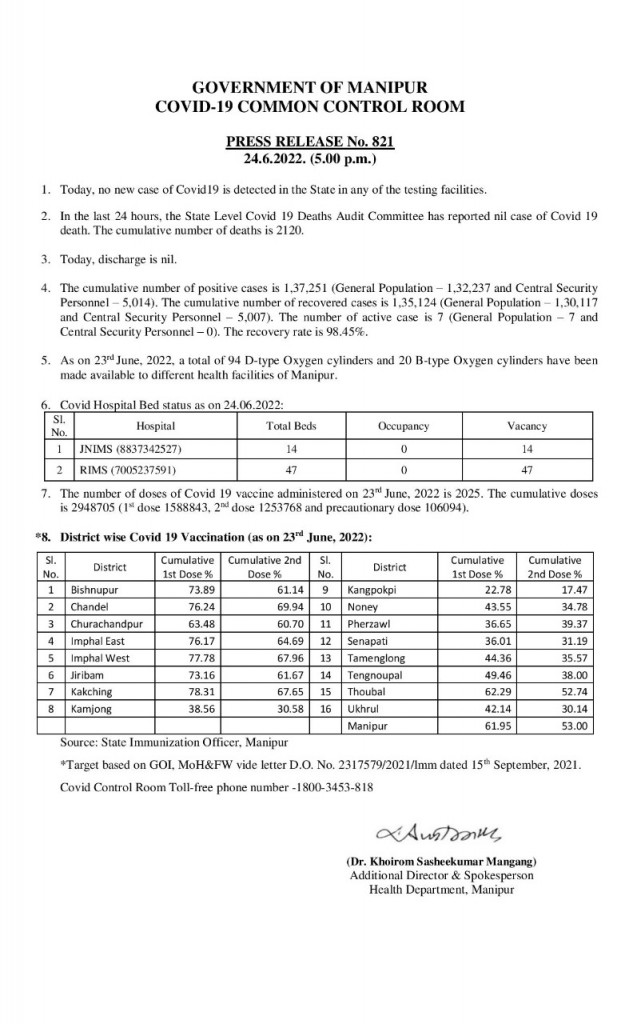 GOVERNMENT OF MANIPUR
COVID-19 COMMON CONTROL ROOM
PRESS RELEASE No. 821
24.6.2022. (5.00 p.m.)
1. Today, no new case of Covid19 is detected in the State in any of the testing facilities.
2. In the last 24 hours, the State Level Covid 19 Deaths Audit Committee has reported nil case of Covid 19
death. The cumulative number of deaths is 2120.
3. Today, discharge is nil.
4. The cumulative number of positive cases is 1,37,251 (General Population – 1,32,237 and Central Security
Personnel – 5,014). The cumulative number of recovered cases is 1,35,124 (General Population – 1,30,117
and Central Security Personnel – 5,007). The number of active case is 7 (General Population – 7 and
Central Security Personnel – 0). The recovery rate is 98.45%.
5. As on 23rd June, 2022, a total of 94 D-type Oxygen cylinders and 20 B-type Oxygen cylinders have been
made available to different health facilities of Manipur.
6. Covid Hospital Bed status as on 24.06.2022:
Sl. No. Hospital Total Beds Occupancy Vacancy
1 JNIMS (8837342527) 14 0 14
2 RIMS (7005237591) 47 0 47
7. The number of doses of Covid 19 vaccine administered on 23rd June, 2022 is 2025. The cumulative doses
is 2948705 (1st dose 1588843, 2nd dose 1253768 and precautionary dose 106094).
*8. District wise Covid 19 Vaccination (as on 23rd June, 2022):
Sl. No. District Cumulative 1st Dose % Cumulative 2nd Dose % Sl. No. District Cumulative 1st Dose % Cumulative 2nd Dose %
1 Bishnupur 73.89 61.14 9 Kangpokpi 22.78 17.47
2 Chandel 76.24 69.94 10 Noney 43.55 34.78
3 Churachandpur 63.48 60.70 11 Pherzawl 36.65 39.37
4 Imphal East 76.17 64.69 12 Senapati 36.01 31.19
5 Imphal West 77.78 67.96 13 Tamenglong 44.36 35.57
6 Jiribam 73.16 61.67 14 Tengnoupal 49.46 38.00
7 Kakching 78.31 67.65 15 Thoubal 62.29 52.74
8 Kamjong 38.56 30.58 16 Ukhrul 42.14 30.14
Manipur 61.95 53.00
Source: State Immunization Officer, Manipur
*Target based on GOI, MoH&FW vide letter D.O. No. 2317579/2021/Imm dated 15th September, 2021.
Covid Control Room Toll-free phone number -1800-3453-818
(Dr. Khoirom Sasheekumar Mangang)
Additional Director & Spokesperson
Health Department, Manipur